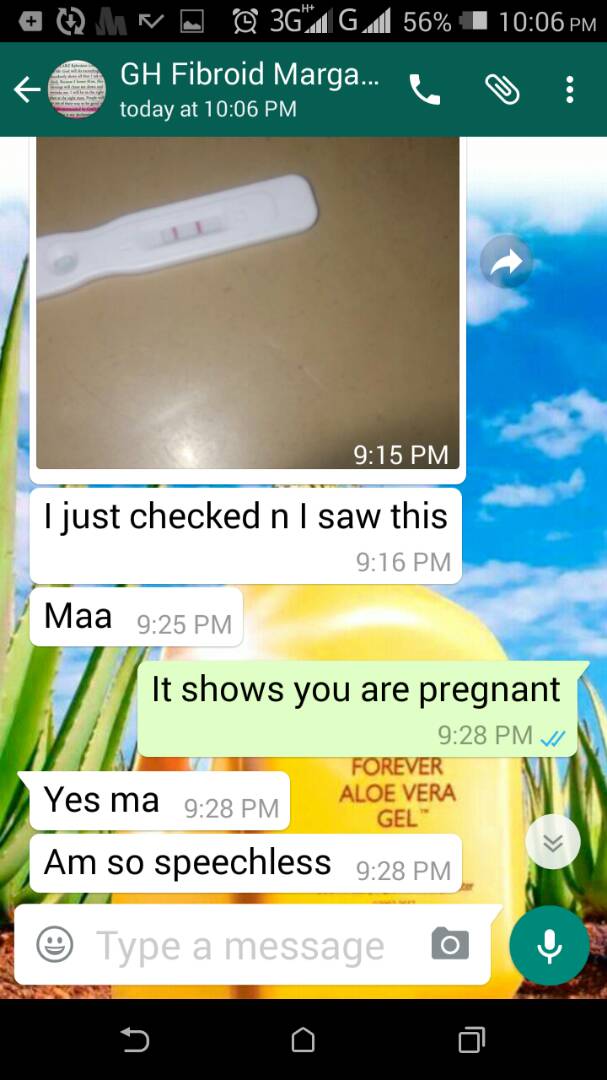 3G H+ G 56% 10:06 PM
GH Fibroid Marga...
today at 10:06 PM
9:15 PM
I just checked n I saw this
9:16 PM
Maa 9:25 PM
It shows you are pregnant
9:28 PM
FOREVER
ALOE VERA
GEL™
Yes ma 9:28 PM
Am so speechless 9:28 PM
Type a message